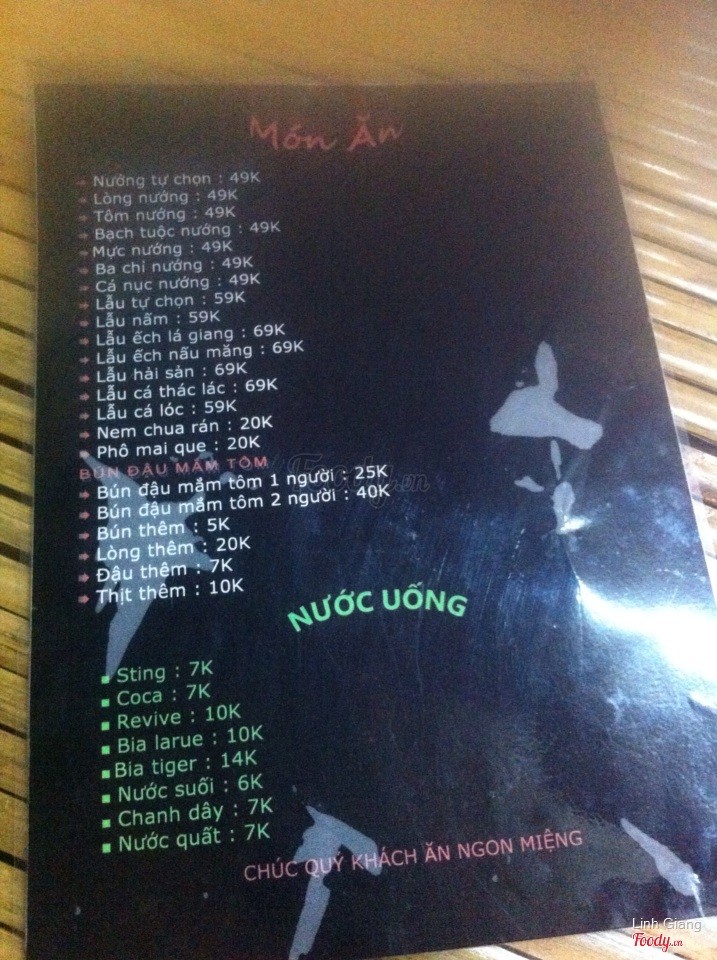 Món Ăn
Nướng tự chọn : 49K
Lòng nướng : 49K
Tôm nướng : 49K
Bạch tuộc nướng : 49K
Mực nướng : 49K
Ba chỉ nướng : 49K
Cá nục nướng : 49K
Lẩu tự chọn : 59K
Lẩu nấm : 59K
Lẩu ếch lá giang : 69K
Lẩu ếch nấu măng : 69K
Lẩu hải sản : 69K
Lẩu cá thác lác : 69K
Lẩu cá lóc : 59K
Nem chua rán : 20K
Phô mai que : 20K
BÚN ĐẬU MẮM TÔM
Bún đậu mắm tôm 1 người : 25K
Bún đậu mắm tôm 2 người : 40K
Bún thêm : 5K
Lòng thêm : 20K
Đậu thêm : 7K
Thịt thêm : 10K
NƯỚC UỐNG
Sting : 7K
Coca : 7K
Revive : 10K
Bia larue : 10K
Bia tiger : 14K
Nước suối : 6K
Chanh dây : 7K
Nước quất : 7K
CHÚC QUÝ KHÁCH ĂN NGON MIỆNG
Foody.vn
Linh Giang
Foody.vn